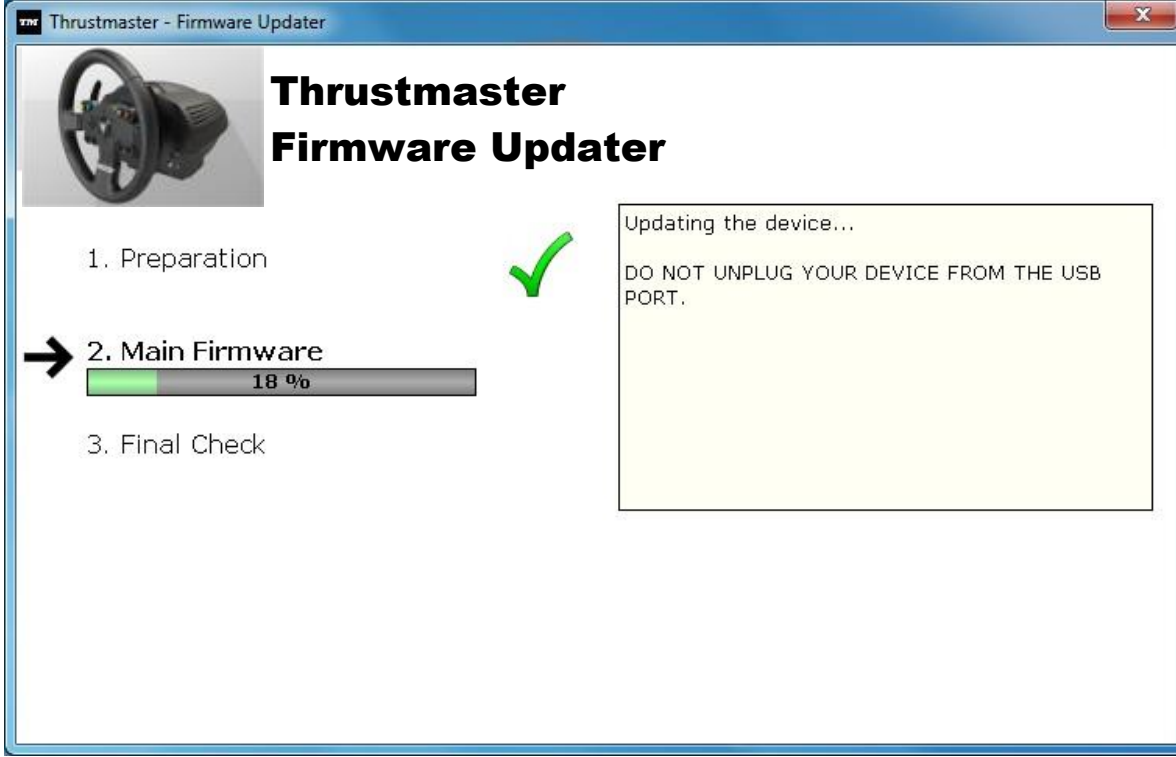 TM Thrustmaster - Firmware Updater
Thrustmaster
Firmware Updater
1. Preparation
2. Main Firmware
18 %
3. Final Check
Updating the device...
DO NOT UNPLUG YOUR DEVICE FROM THE USB
PORT.